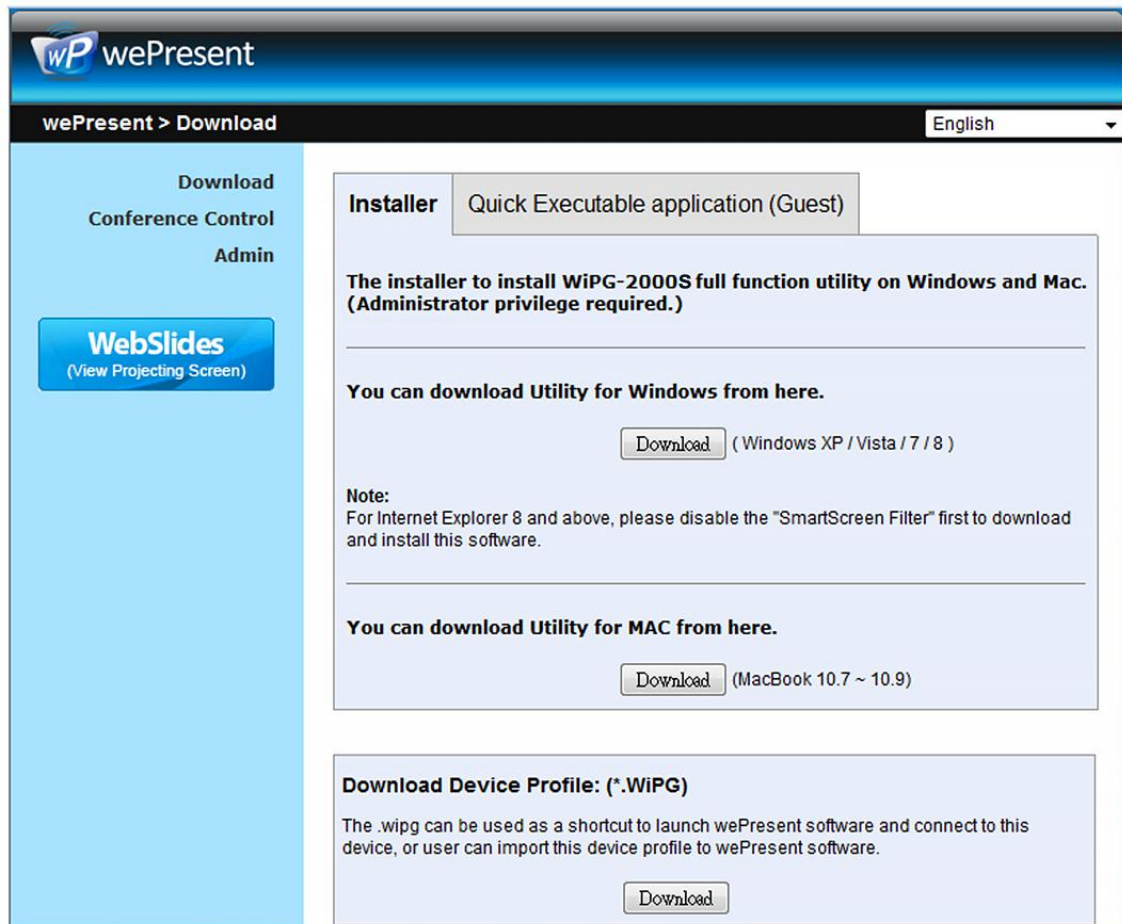 wP wePresent
wePresent > Download
English
Download
Conference Control
Admin
WebSlides
(View Projecting Screen)
Installer
Quick Executable application (Guest)
The installer to install WiPG-2000S full function utility on Windows and Mac.
(Administrator privilege required.)
You can download Utility for Windows from here.
Download ( Windows XP / Vista / 7 / 8 )
Note:
For Internet Explorer 8 and above, please disable the "SmartScreen Filter" first to download
and install this software.
You can download Utility for MAC from here.
Download (MacBook 10.7 ~ 10.9)
Download Device Profile: (*.WiPG)
The .wipg can be used as a shortcut to launch wePresent software and connect to this
device, or user can import this device profile to wePresent software.
Download